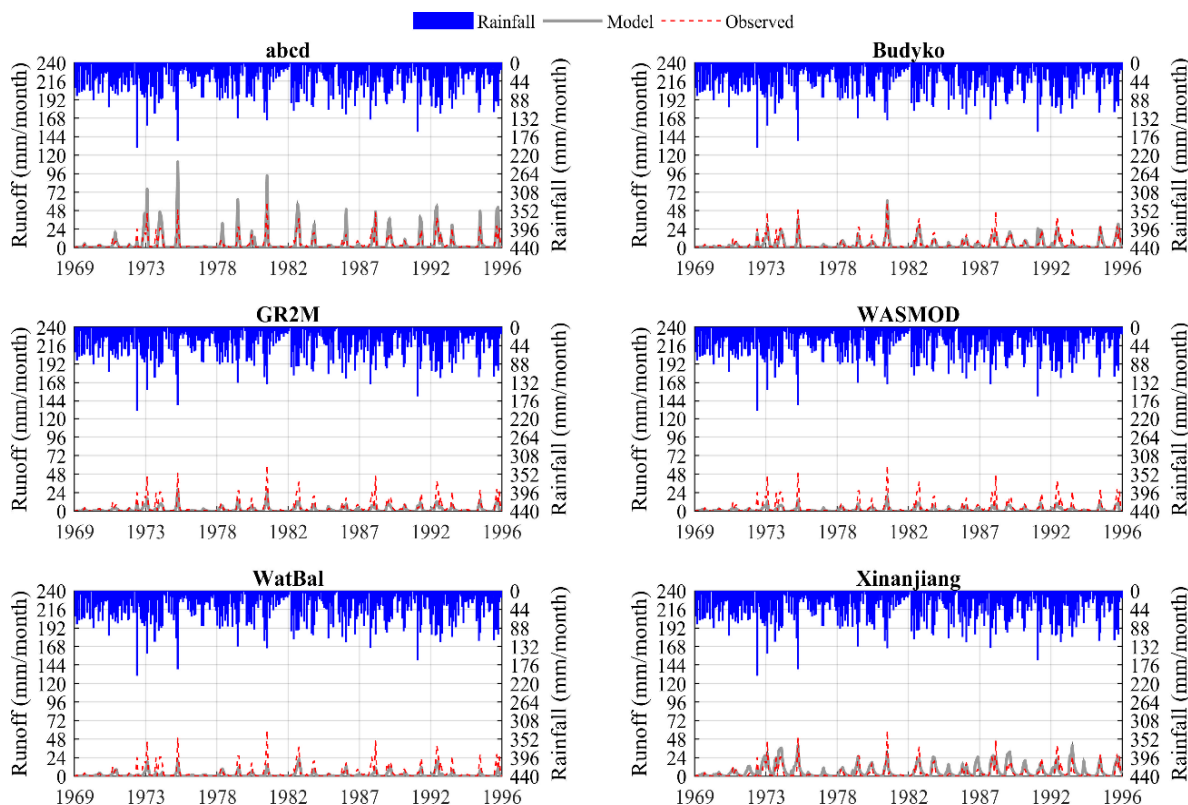 Rainfall Model Observed
abcd
Budyko
240 0 240 0
216 44 216 44
192 88 192 88
168 132 168 132
144 176 144 176
120 220 120 220
96 264 96 264
72 308 72 308
48 352 48 352
24 396 24 396
0 440 0 440
Runoff (mm/month)
Rainfall (mm/month)
Runoff (mm/month)
Rainfall (mm/month)
1969 1973 1978 1982 1987 1992 1996
1969 1973 1978 1982 1987 1992 1996
GR2M
WASMOD
240 0 240 0
216 44 216 44
192 88 192 88
168 132 168 132
144 176 144 176
120 220 120 220
96 264 96 264
72 308 72 308
48 352 48 352
24 396 24 396
0 440 0 440
Runoff (mm/month)
Rainfall (mm/month)
Runoff (mm/month)
Rainfall (mm/month)
1969 1973 1978 1982 1987 1992 1996
1969 1973 1978 1982 1987 1992 1996
WatBal
Xinanjiang
240 0 240 0
216 44 216 44
192 88 192 88
168 132 168 132
144 176 144 176
120 220 120 220
96 264 96 264
72 308 72 308
48 352 48 352
24 396 24 396
0 440 0 440
Runoff (mm/month)
Rainfall (mm/month)
Runoff (mm/month)
Rainfall (mm/month)
1969 1973 1978 1982 1987 1992 1996
1969 1973 1978 1982 1987 1992 1996